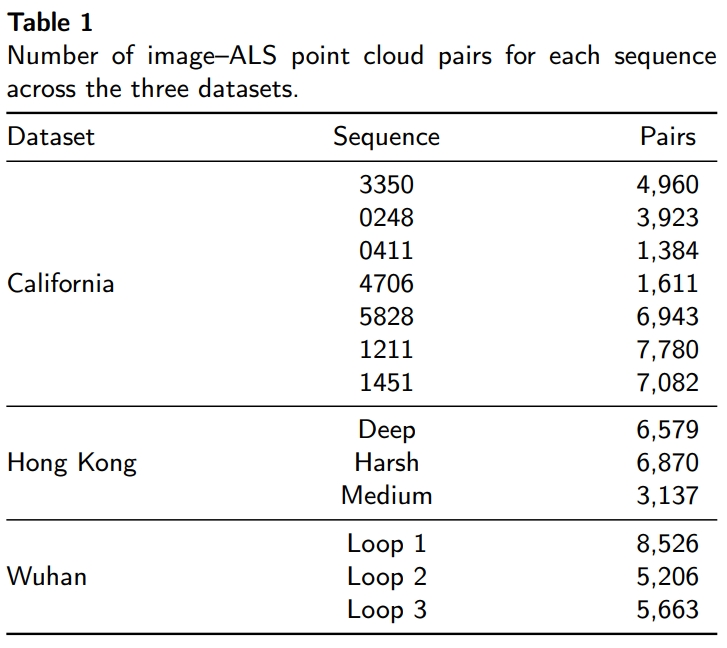 Table 1
Number of image–ALS point cloud pairs for each sequence
across the three datasets.
Dataset Sequence Pairs
3350 4,960
0248 3,923
0411 1,384
California 4706 1,611
5828 6,943
1211 7,780
1451 7,082
Deep 6,579
Hong Kong Harsh 6,870
Medium 3,137
Loop 1 8,526
Wuhan Loop 2 5,206
Loop 3 5,663